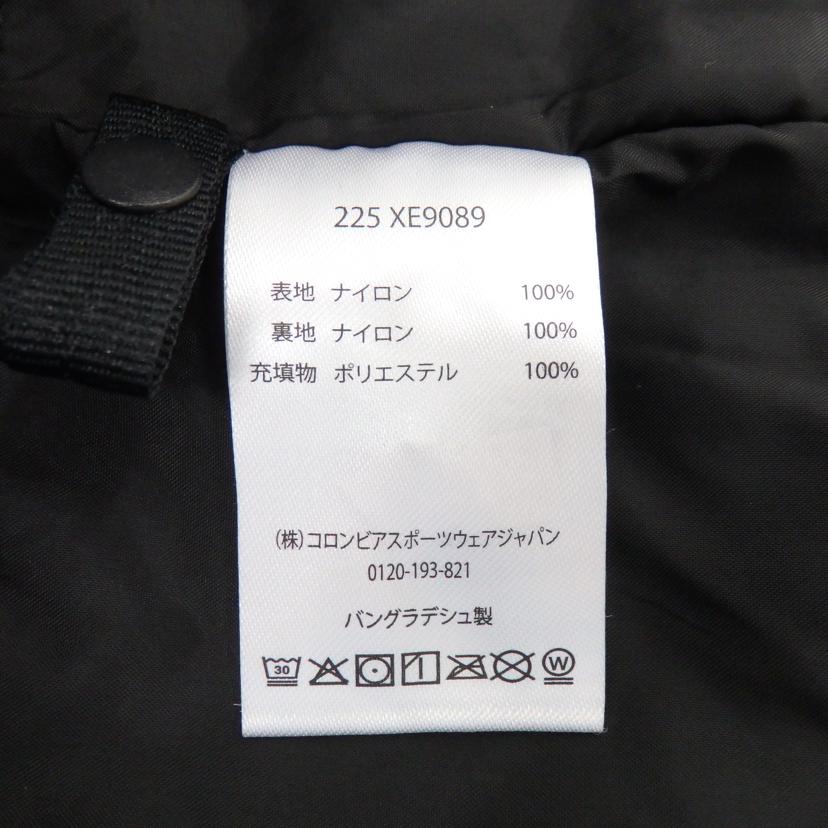 225 XE9089
表地 ナイロン 100%
裏地 ナイロン 100%
充填物 ポリエステル 100%
(株)コロンビアスポーツウェアジャパン
0120-193-821
バングラデシュ製
30 W